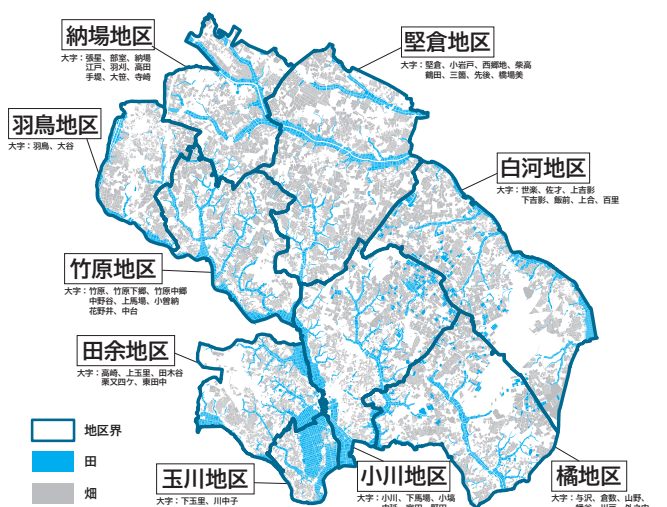 納場地区
大字：張星、部室、納場
江戸、羽刈、高田
手堤、大笹、寺崎
堅倉地区
大字：堅倉、小岩戸、西郷地、柴高
鶴田、三箇、先後、橋場美
羽鳥地区
大字：羽鳥、大谷
白河地区
大字：世楽、佐才、上吉影
下吉影、飯前、上合、百里
竹原地区
大字：竹原、竹原下郷、竹原中郷
中野谷、上馬場、小曽納
花野井、中台
田余地区
大字：高崎、上玉里、田木谷
栗又四ケ、東田中
地区界
田
畑
玉川地区
大字：下玉里、川中子
小川地区
大字：小川、下馬場、小塙
橘地区
大字：与沢、倉数、山野、